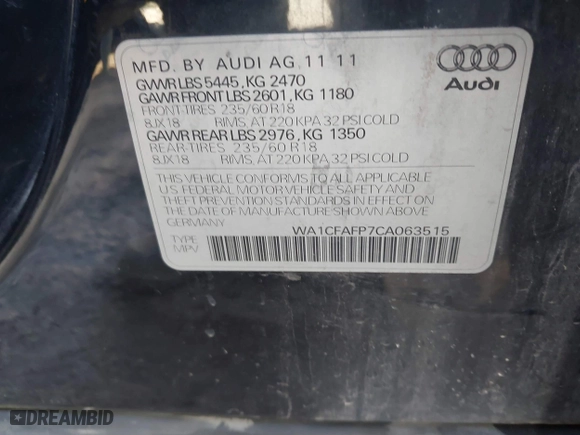 MFD. BY AUDI AG 11 11
GVWR LBS 5445, KG 2470
GAWR FRONT LBS 2601, KG 1180
FRONT-TIRES 235/60 R18
8JX18 RIMS, AT 220 KPA 32 PSI COLD
GAWR REAR LBS 2976, KG 1350
REAR-TIRES 235/60 R18
8JX18 RIMS, AT 220 KPA 32 PSI COLD
THIS VEHICLE CONFORMS TO ALL APPLICABLE
U.S. FEDERAL MOTOR VEHICLE SAFETY AND
THEFT PREVENTION STANDARDS IN EFFECT ON
THE DATE OF MANUFACTURE SHOWN ABOVE
GERMANY
WA1CFAFP7CA063515
TYPE
MPV
Audi
DREAMBID